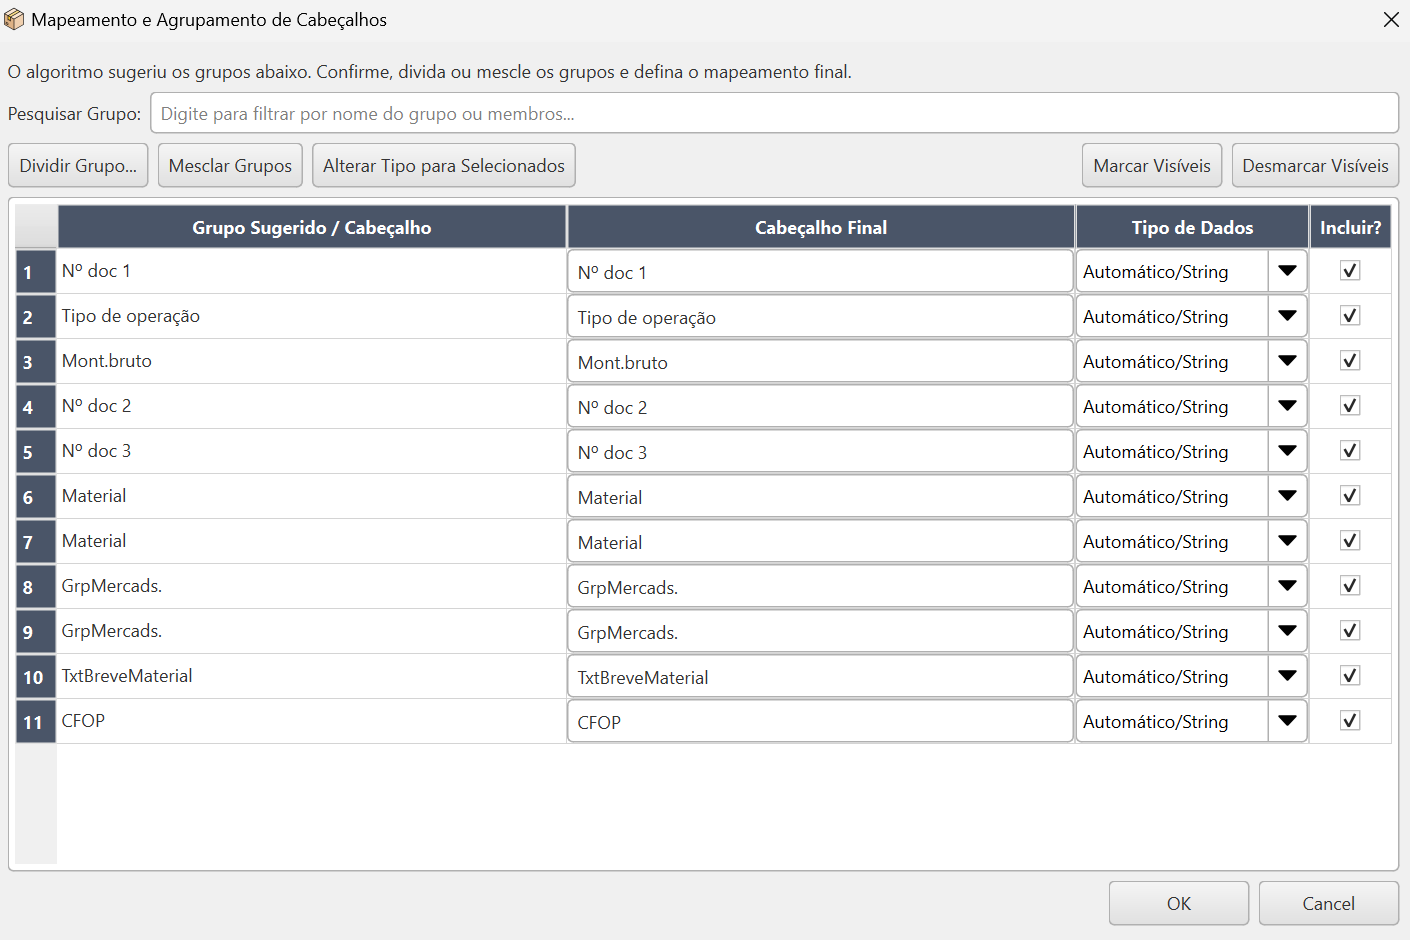 Mapeamento e Agrupamento de Cabeçalhos
O algoritmo sugeriu os grupos abaixo. Confirme, divida ou mescle os grupos e defina o mapeamento final.
Pesquisar Grupo: Digite para filtrar por nome do grupo ou membros...
Dividir Grupo... Mesclar Grupos Alterar Tipo para Selecionados Marcar Visíveis Desmarcar Visíveis
Grupo Sugerido / Cabeçalho Cabeçalho Final Tipo de Dados Incluir?
1 Nº doc 1 Nº doc 1 Automático/String
2 Tipo de operação Tipo de operação Automático/String
3 Mont.bruto Mont.bruto Automático/String
4 Nº doc 2 Nº doc 2 Automático/String
5 Nº doc 3 Nº doc 3 Automático/String
6 Material Material Automático/String
7 Material Material Automático/String
8 GrpMercads. GrpMercads. Automático/String
9 GrpMercads. GrpMercads. Automático/String
10 TxtBreveMaterial TxtBreveMaterial Automático/String
11 CFOP CFOP Automático/String
OK Cancel